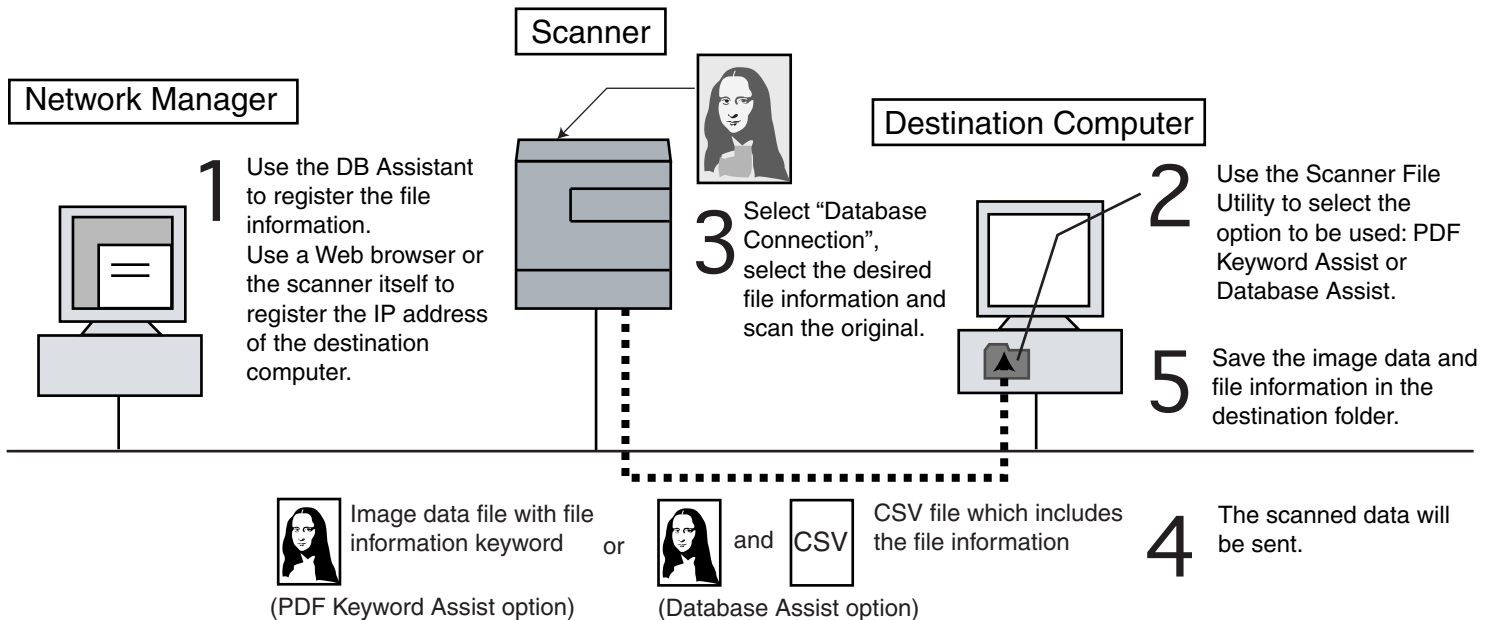 Scanner
Network Manager
Destination Computer
1
Use the DB Assistant
to register the file
information.
Use a Web browser or
the scanner itself to
register the IP address
of the destination
computer.
2
Use the Scanner File
Utility to select the
option to be used: PDF
Keyword Assist or
Database Assist.
3
Select “Database
Connection”,
select the desired
file information and
scan the original.
5
Save the image data and
file information in the
destination folder.
Image data file with file
information keyword
or
and
CSV
CSV file which includes
the file information
4
The scanned data will
be sent.
(PDF Keyword Assist option)
(Database Assist option)